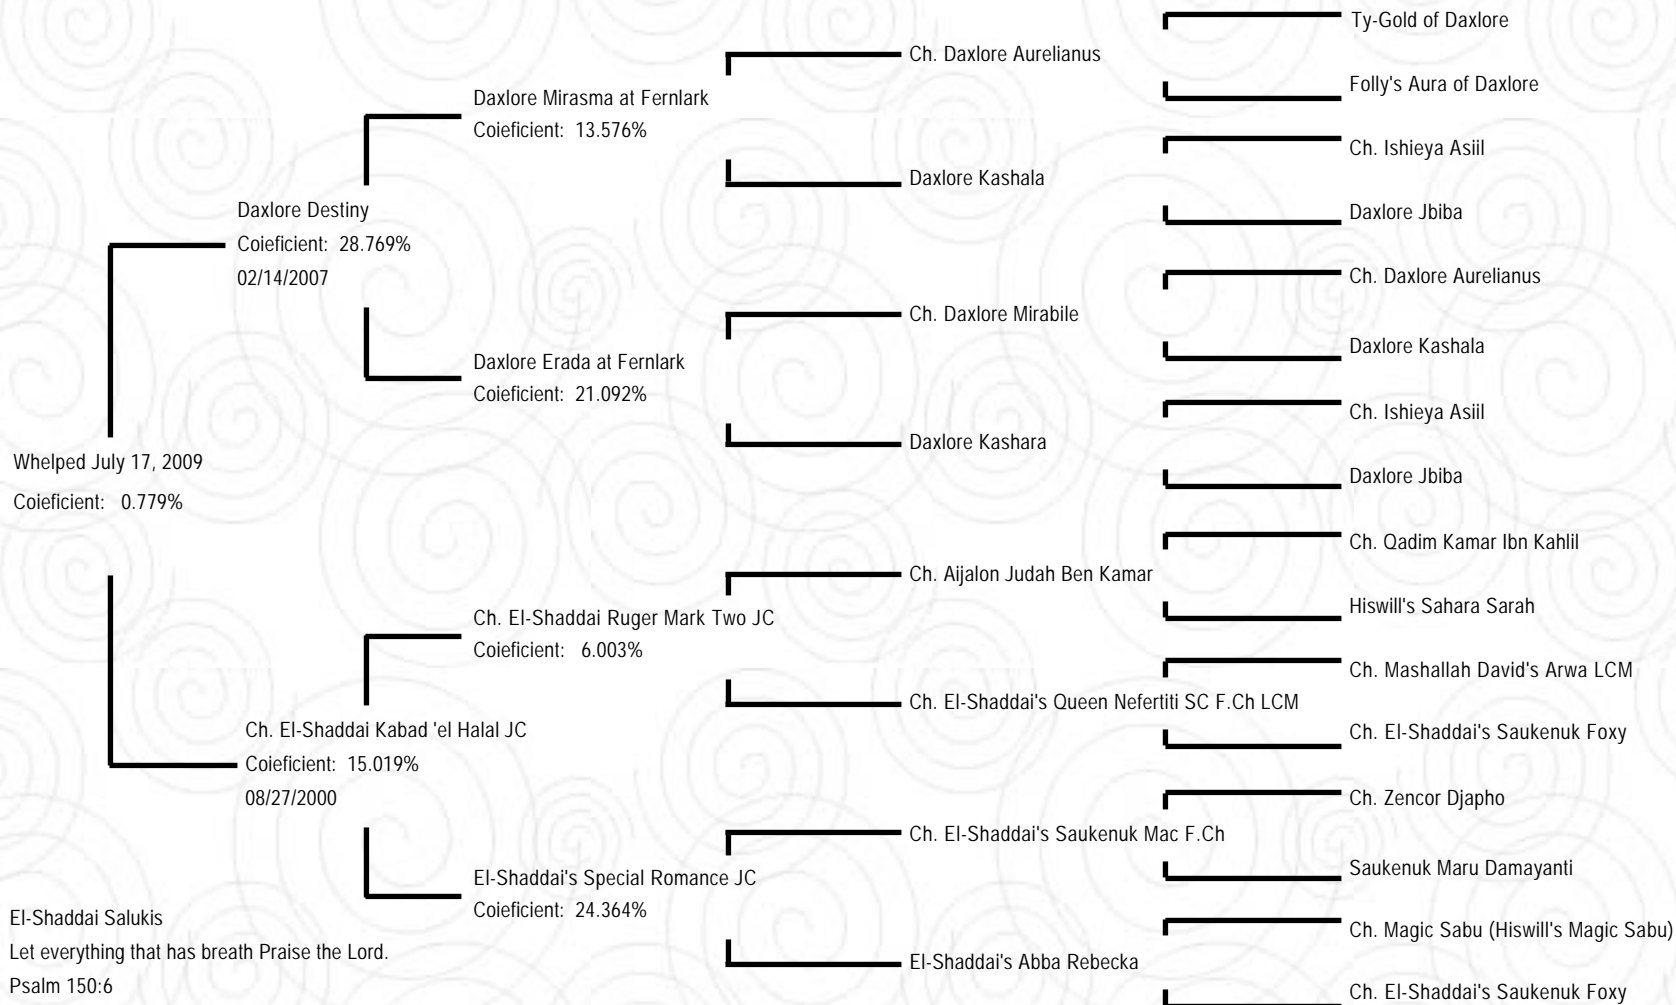 Whelped July 17, 2009
Coieficient: 0.779%
Daxlore Destiny
Coieficient: 28.769%
02/14/2007
Ch. El-Shaddai Kabad 'el Halal JC
Coieficient: 15.019%
08/27/2000
Daxlore Mirasma at Fernlark
Coieficient: 13.576%
Daxlore Erada at Fernlark
Coieficient: 21.092%
Ch. El-Shaddai Ruger Mark Two JC
Coieficient: 6.003%
El-Shaddai's Special Romance JC
Coieficient: 24.364%
Ch. Daxlore Aurelianus
Daxlore Kashala
Ch. Daxlore Mirabile
Daxlore Kashara
Ch. Aijalon Judah Ben Kamar
Ch. El-Shaddai's Queen Nefertiti SC F.Ch LCM
Ch. El-Shaddai's Saukenuk Mac F.Ch
El-Shaddai's Abba Rebecka
Ty-Gold of Daxlore
Folly's Aura of Daxlore
Ch. Ishieya Asiil
Daxlore Jbiba
Ch. Daxlore Aurelianus
Daxlore Kashala
Ch. Ishieya Asiil
Daxlore Jbiba
Ch. Qadim Kamar Ibn Kahlil
Hiswill's Sahara Sarah
Ch. Mashallah David's Arwa LCM
Ch. El-Shaddai's Saukenuk Foxy
Ch. Zencor Djapho
Saukenuk Maru Damayanti
Ch. Magic Sabu (Hiswill's Magic Sabu)
Ch. El-Shaddai's Saukenuk Foxy
El-Shaddai Salukis
Let everything that has breath Praise the Lord.
Psalm 150:6